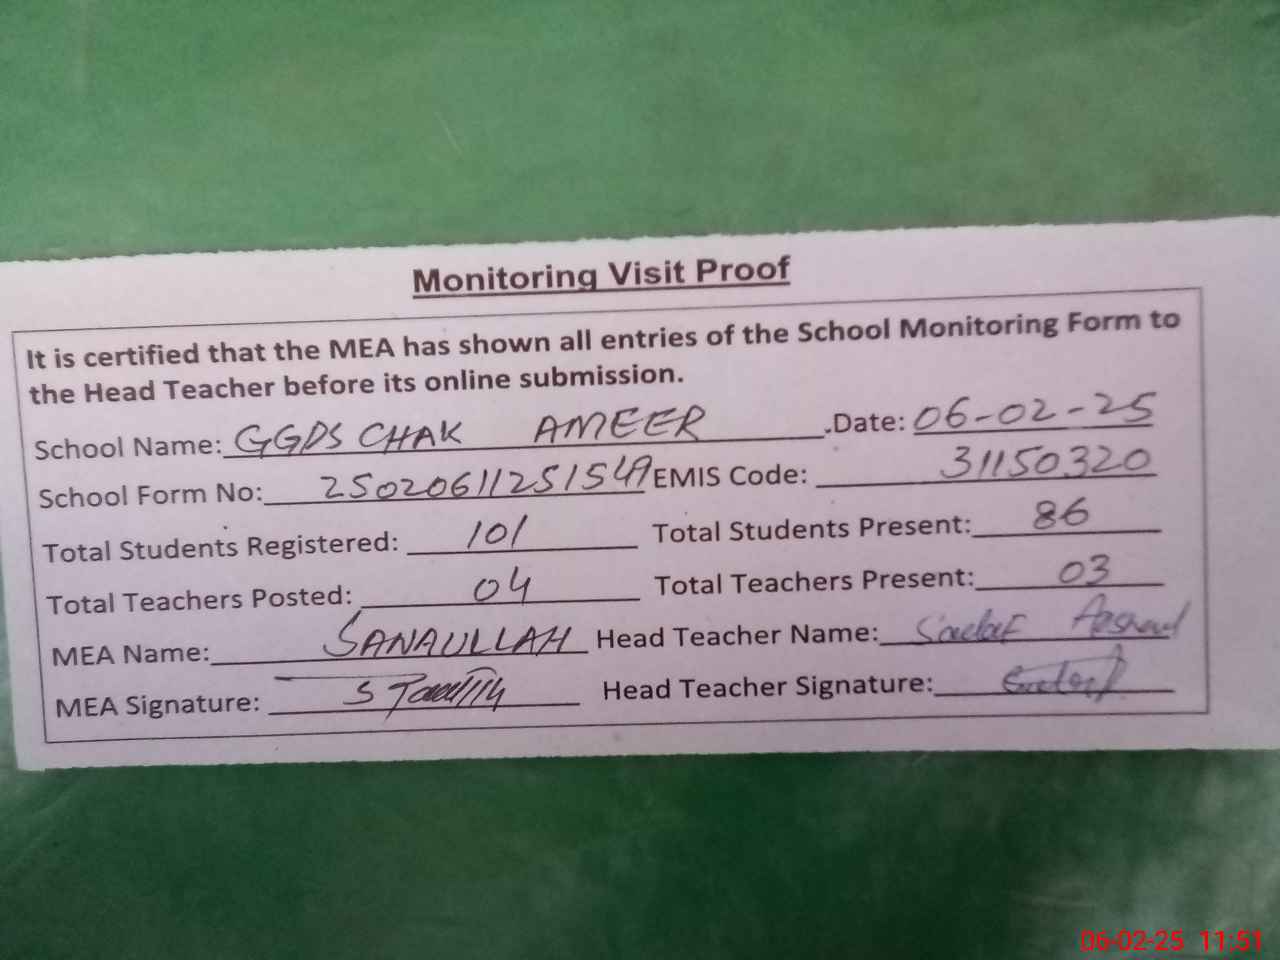 Monitoring Visit Proof
It is certified that the MEA has shown all entries of the School Monitoring Form to
the Head Teacher before its online submission.
School Name: GGPS CHAK AMEER .Date: 06-02-25
School Form No: EMIS Code: 31150320
Total Students Registered: 101 Total Students Present: 86
Total Teachers Posted: 04 Total Teachers Present: 03
MEA Name: SANAULLAH Head Teacher Name: Sadaf
MEA Signature: Head Teacher Signature:
06-02-25 11:51